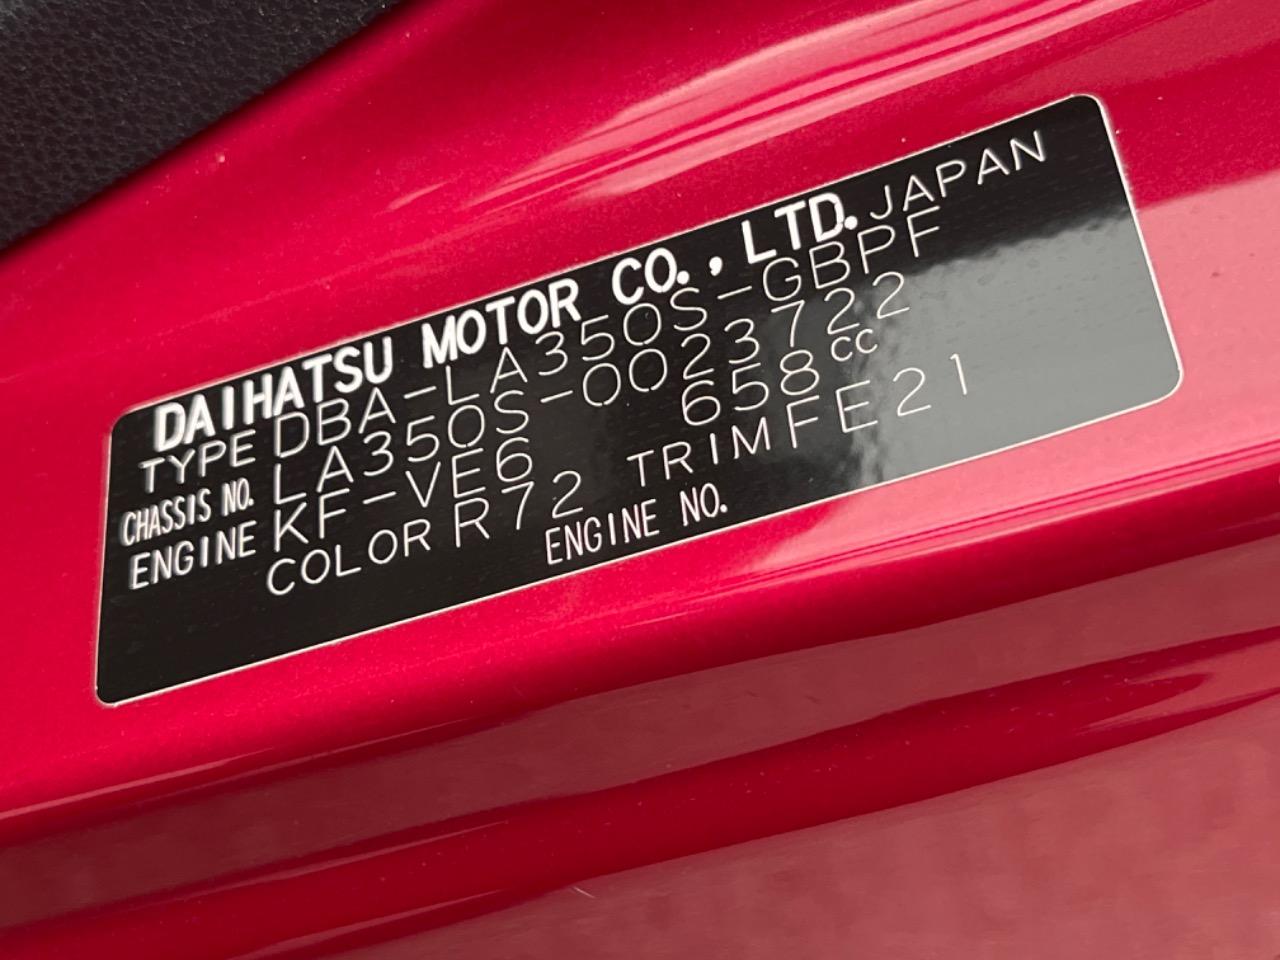 DAIHATSU MOTOR CO., LTD. JAPAN
TYPE DBA-LA350S-GBPF
CHASSIS NO. LA350S-0023722
ENGINE KF-VE6 658cc
COLOR R72 TRIM FE21
ENGINE NO.